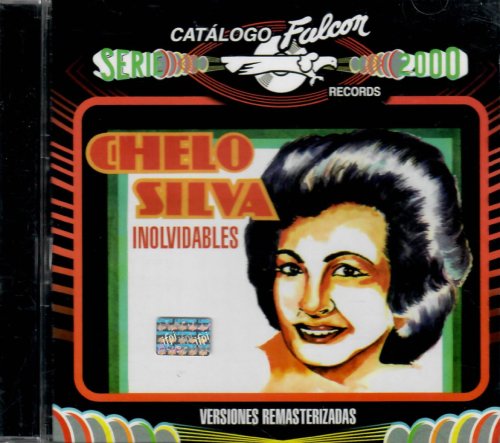 CATÁLOGO Falcon
SERIE 2000
RECORDS
CHELO
SILVA
INOLVIDABLES
VERSIONES REMASTERIZADAS